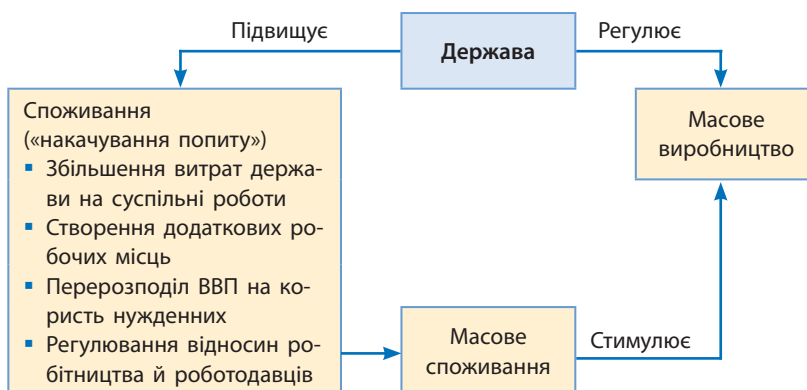 Підвищує
Держава
Регулює
Споживання
(«накачування попиту»)
▪ Збільшення витрат держа-
ви на суспільні роботи
▪ Створення додаткових ро-
бочих місць
▪ Перерозподіл ВВП на ко-
ристь нужденних
▪ Регулювання відносин ро-
бітництва й роботодавців
Масове
виробництво
Масове
споживання
Стимулює